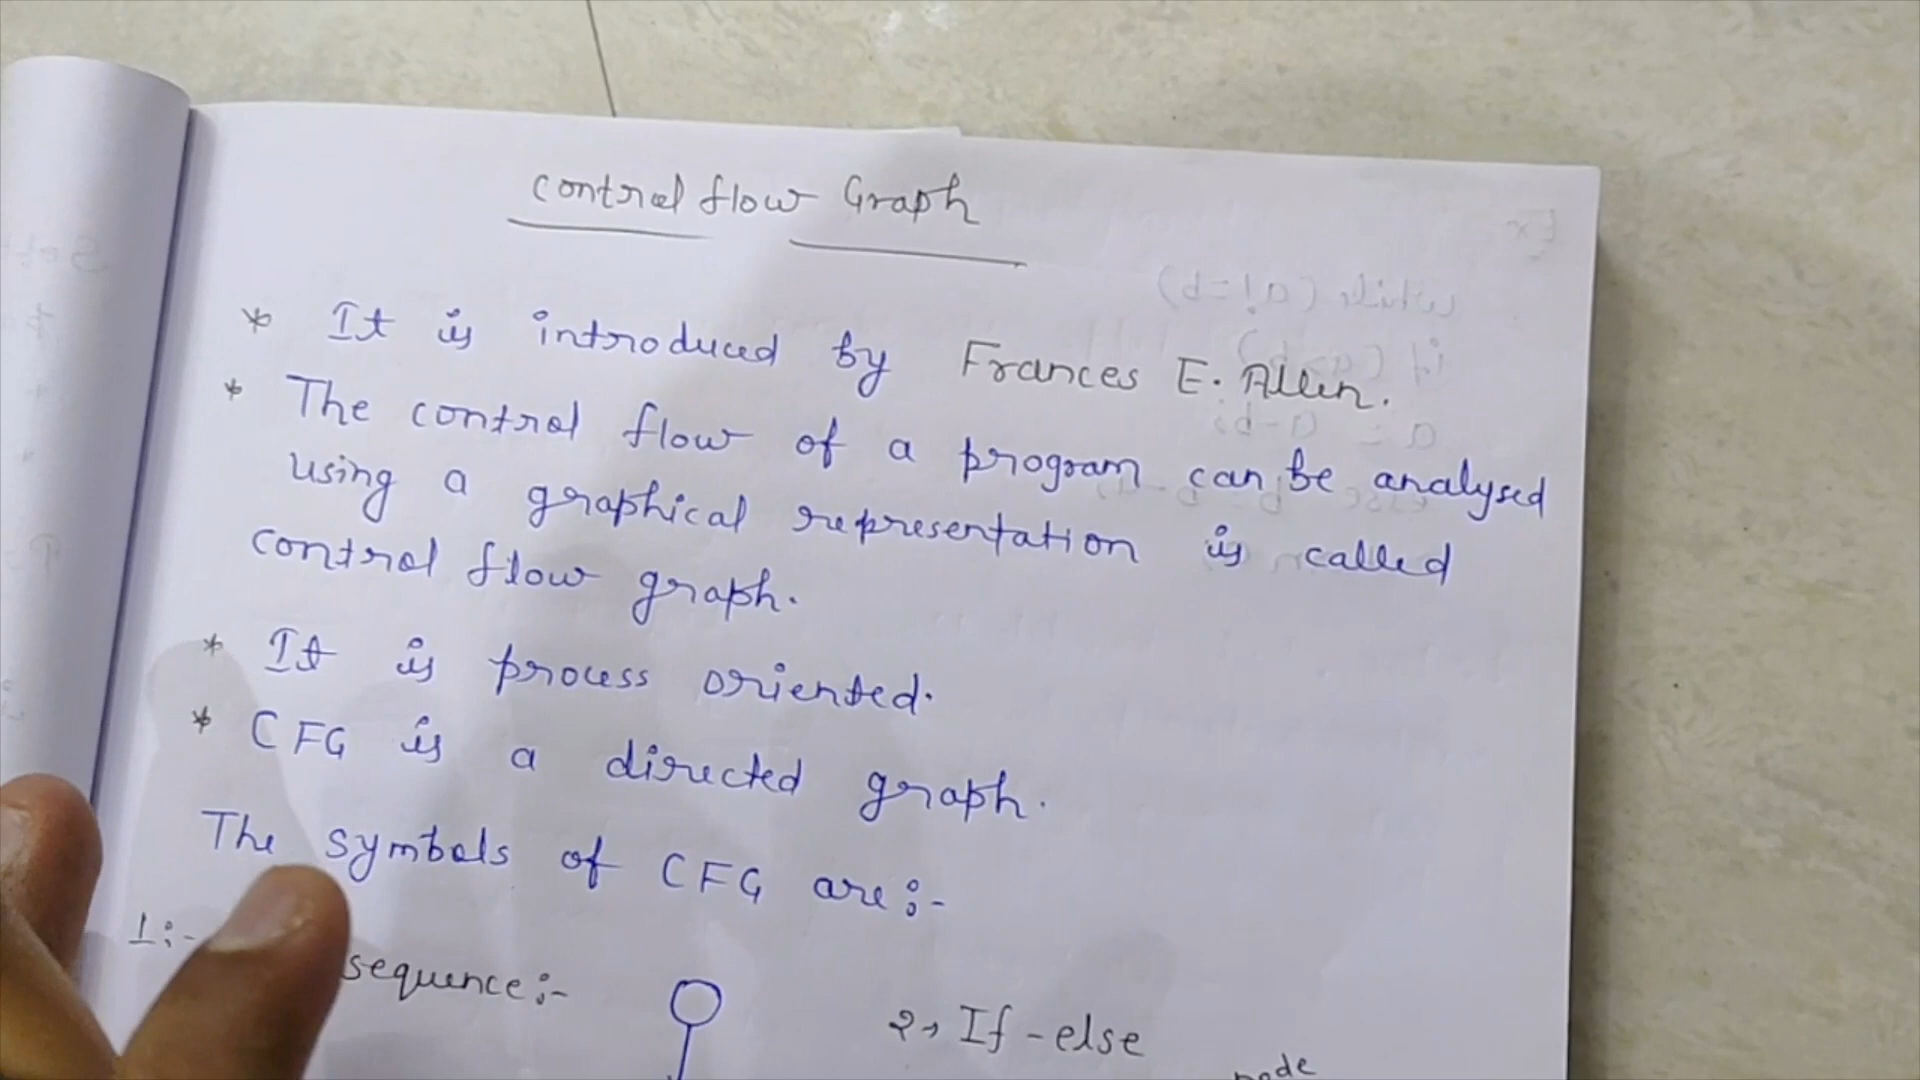 Control flow Graph
* It is introduced by Frances E. Allen.
* The control flow of a program can be analysed
using a graphical representation is called
control flow graph.
* It is process oriented.
* CFG is a directed graph.
The symbols of CFG are:-
1:- sequence:-
2, If-else
node